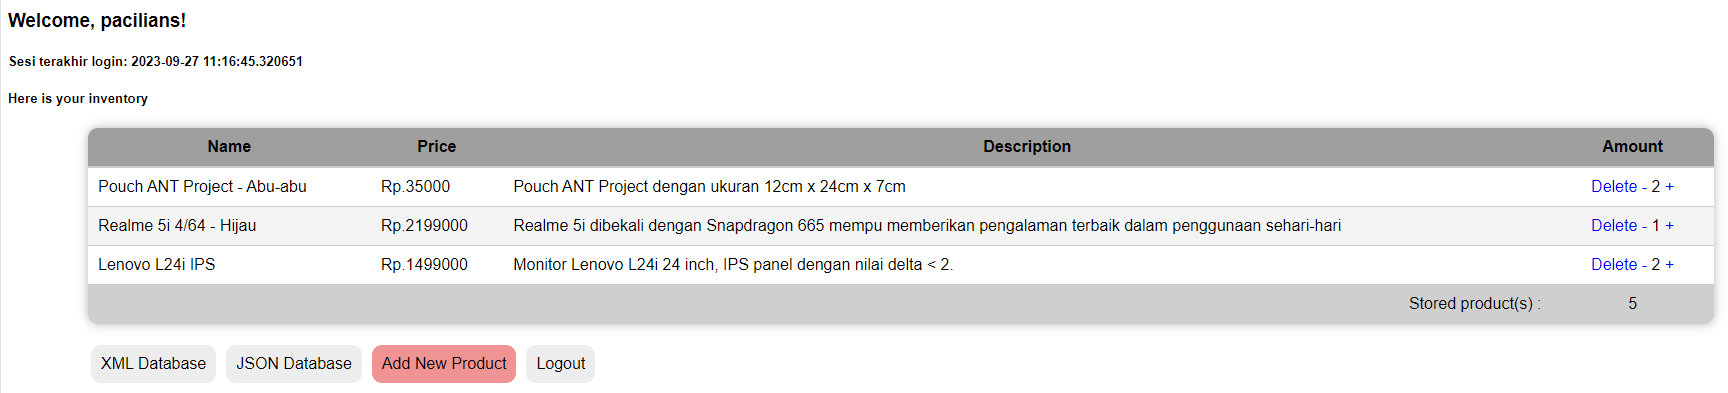 Welcome, pacilians!
Sesi terakhir login: 2023-09-27 11:16:45.320651
Here is your inventory
Name Price Description Amount
Pouch ANT Project - Abu-abu Rp.35000 Pouch ANT Project dengan ukuran 12cm x 24cm x 7cm Delete - 2 +
Realme 5i 4/64 - Hijau Rp.2199000 Realme 5i dibekali dengan Snapdragon 665 mempu memberikan pengalaman terbaik dalam penggunaan sehari-hari Delete - 1 +
Lenovo L24i IPS Rp.1499000 Monitor Lenovo L24i 24 inch, IPS panel dengan nilai delta < 2. Delete - 2 +
Stored product(s) : 5
XML Database JSON Database Add New Product Logout